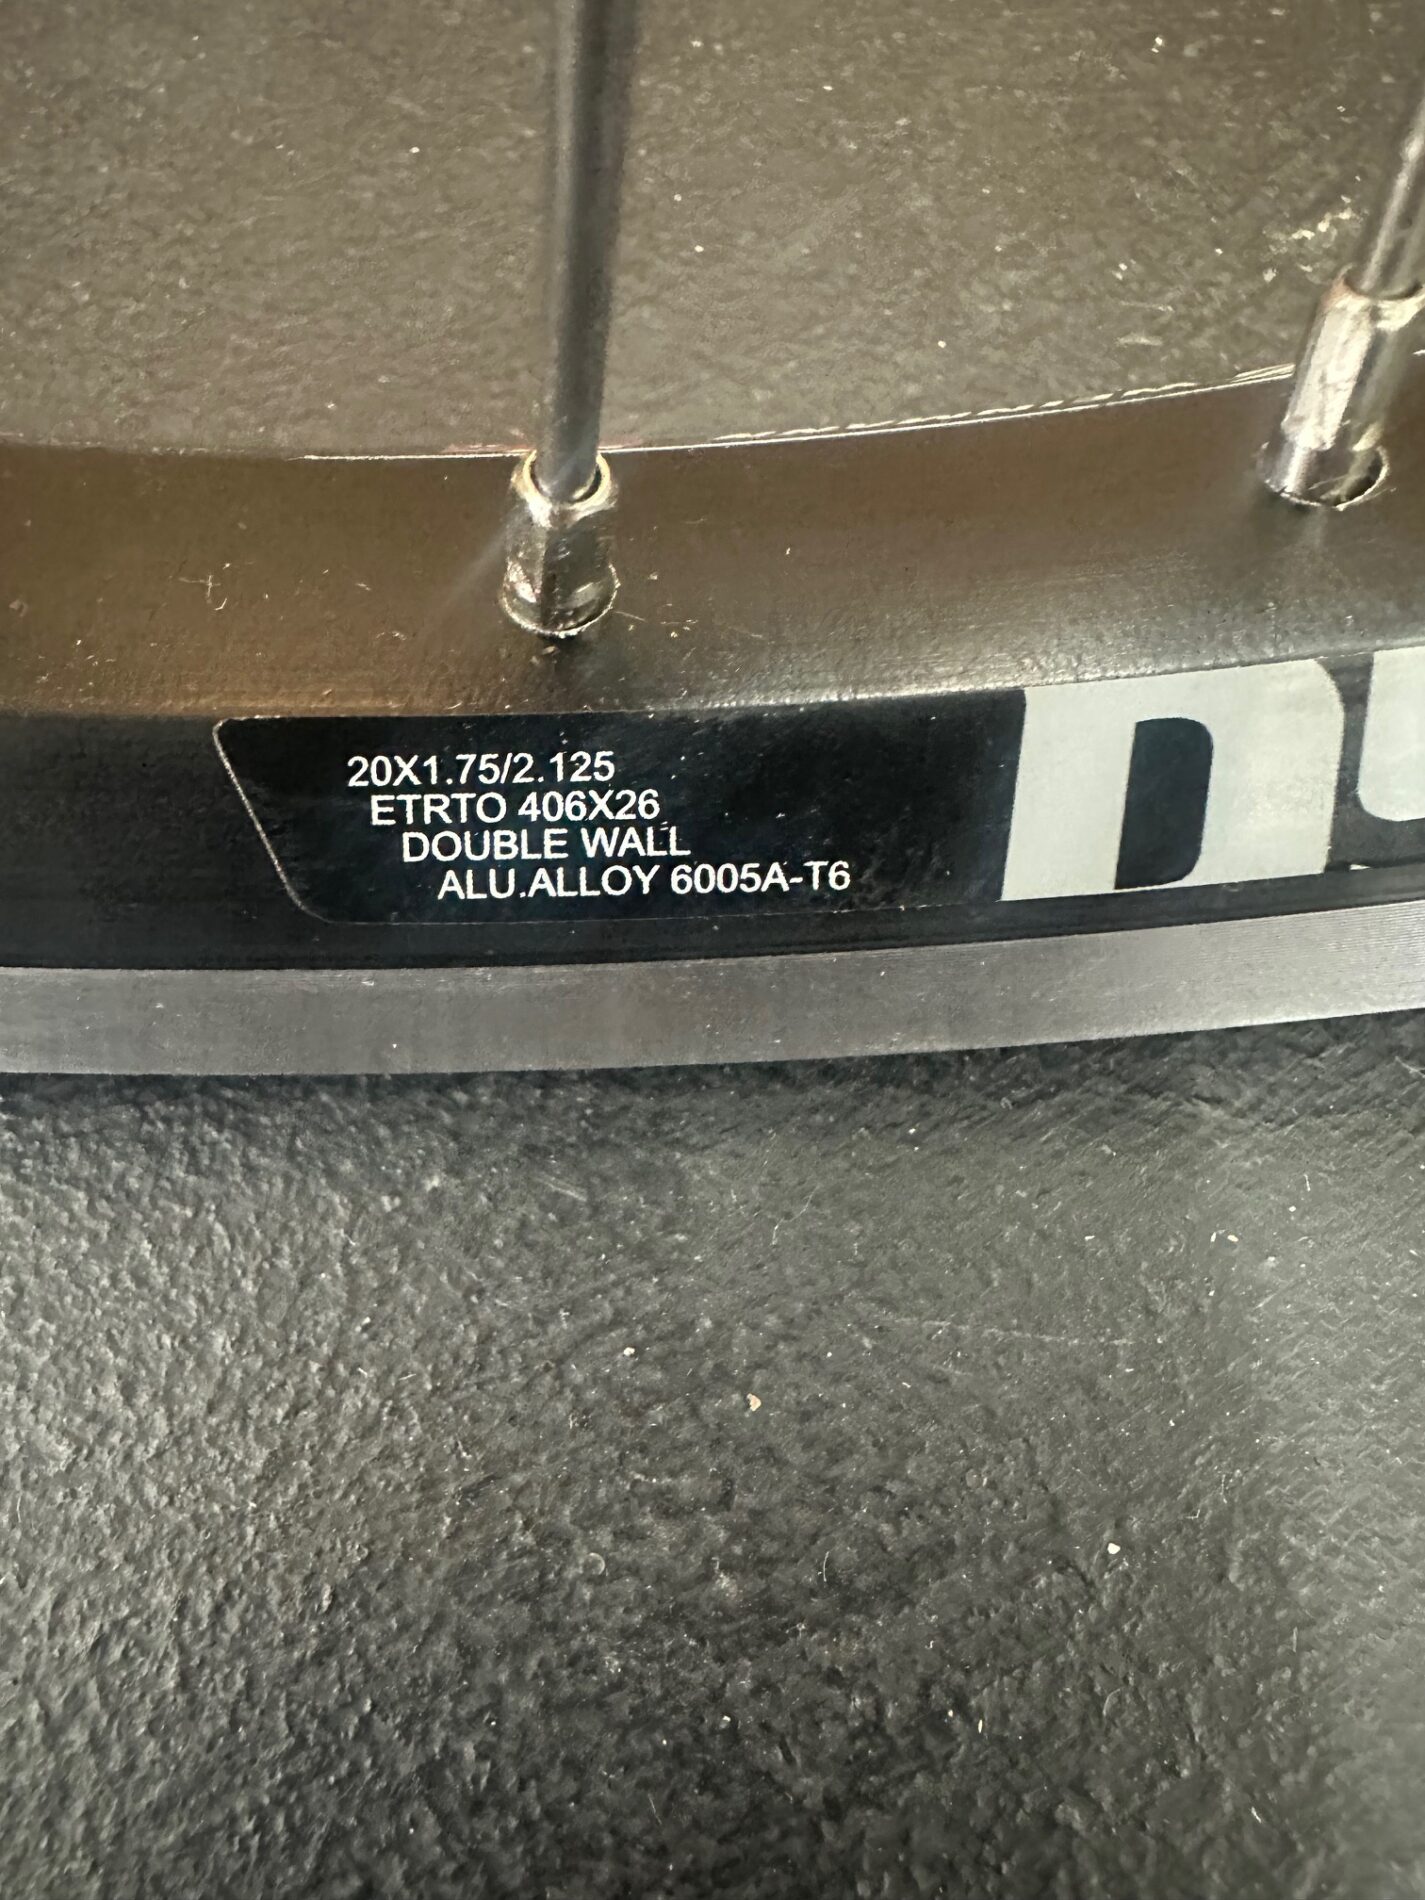 20X1.75/2.125
ETRTO 406X26
DOUBLE WALL
ALU.ALLOY 6005A-T6